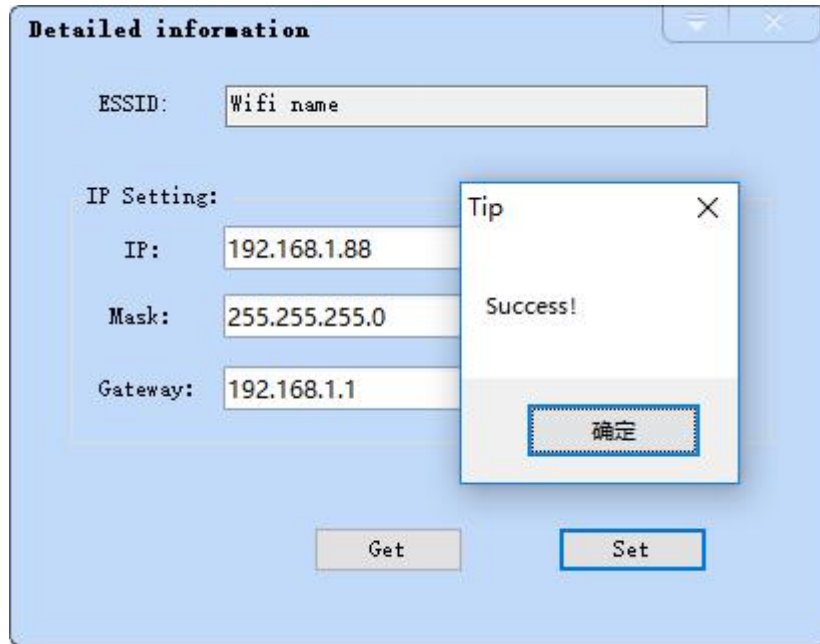 Detailed information
ESSID:
Wifi name
IP Setting:
IP:
192.168.1.88
Mask:
255.255.255.0
Gateway:
192.168.1.1
Tip
Success!
确定
Get
Set